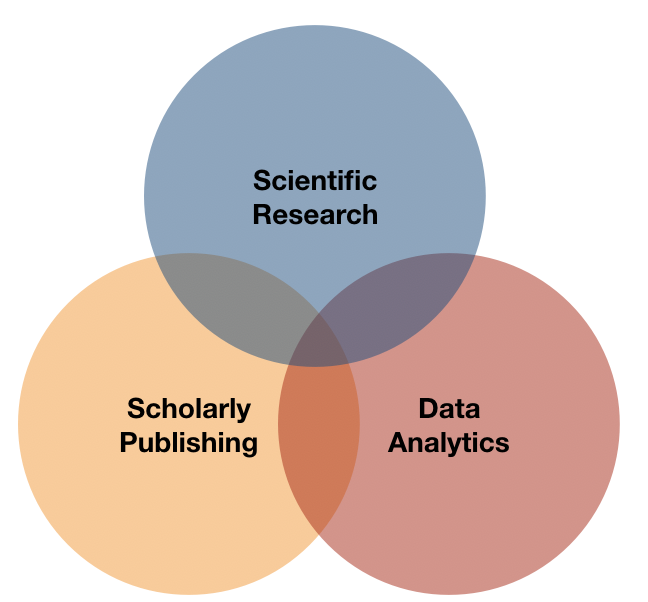 Scientific
Research
Scholarly
Publishing
Data
Analytics